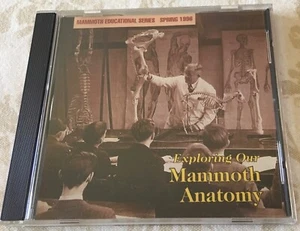 MAMMOTH EDUCATIONAL SERIES SPRING 1996
Exploring Our
Mammoth
Anatomy